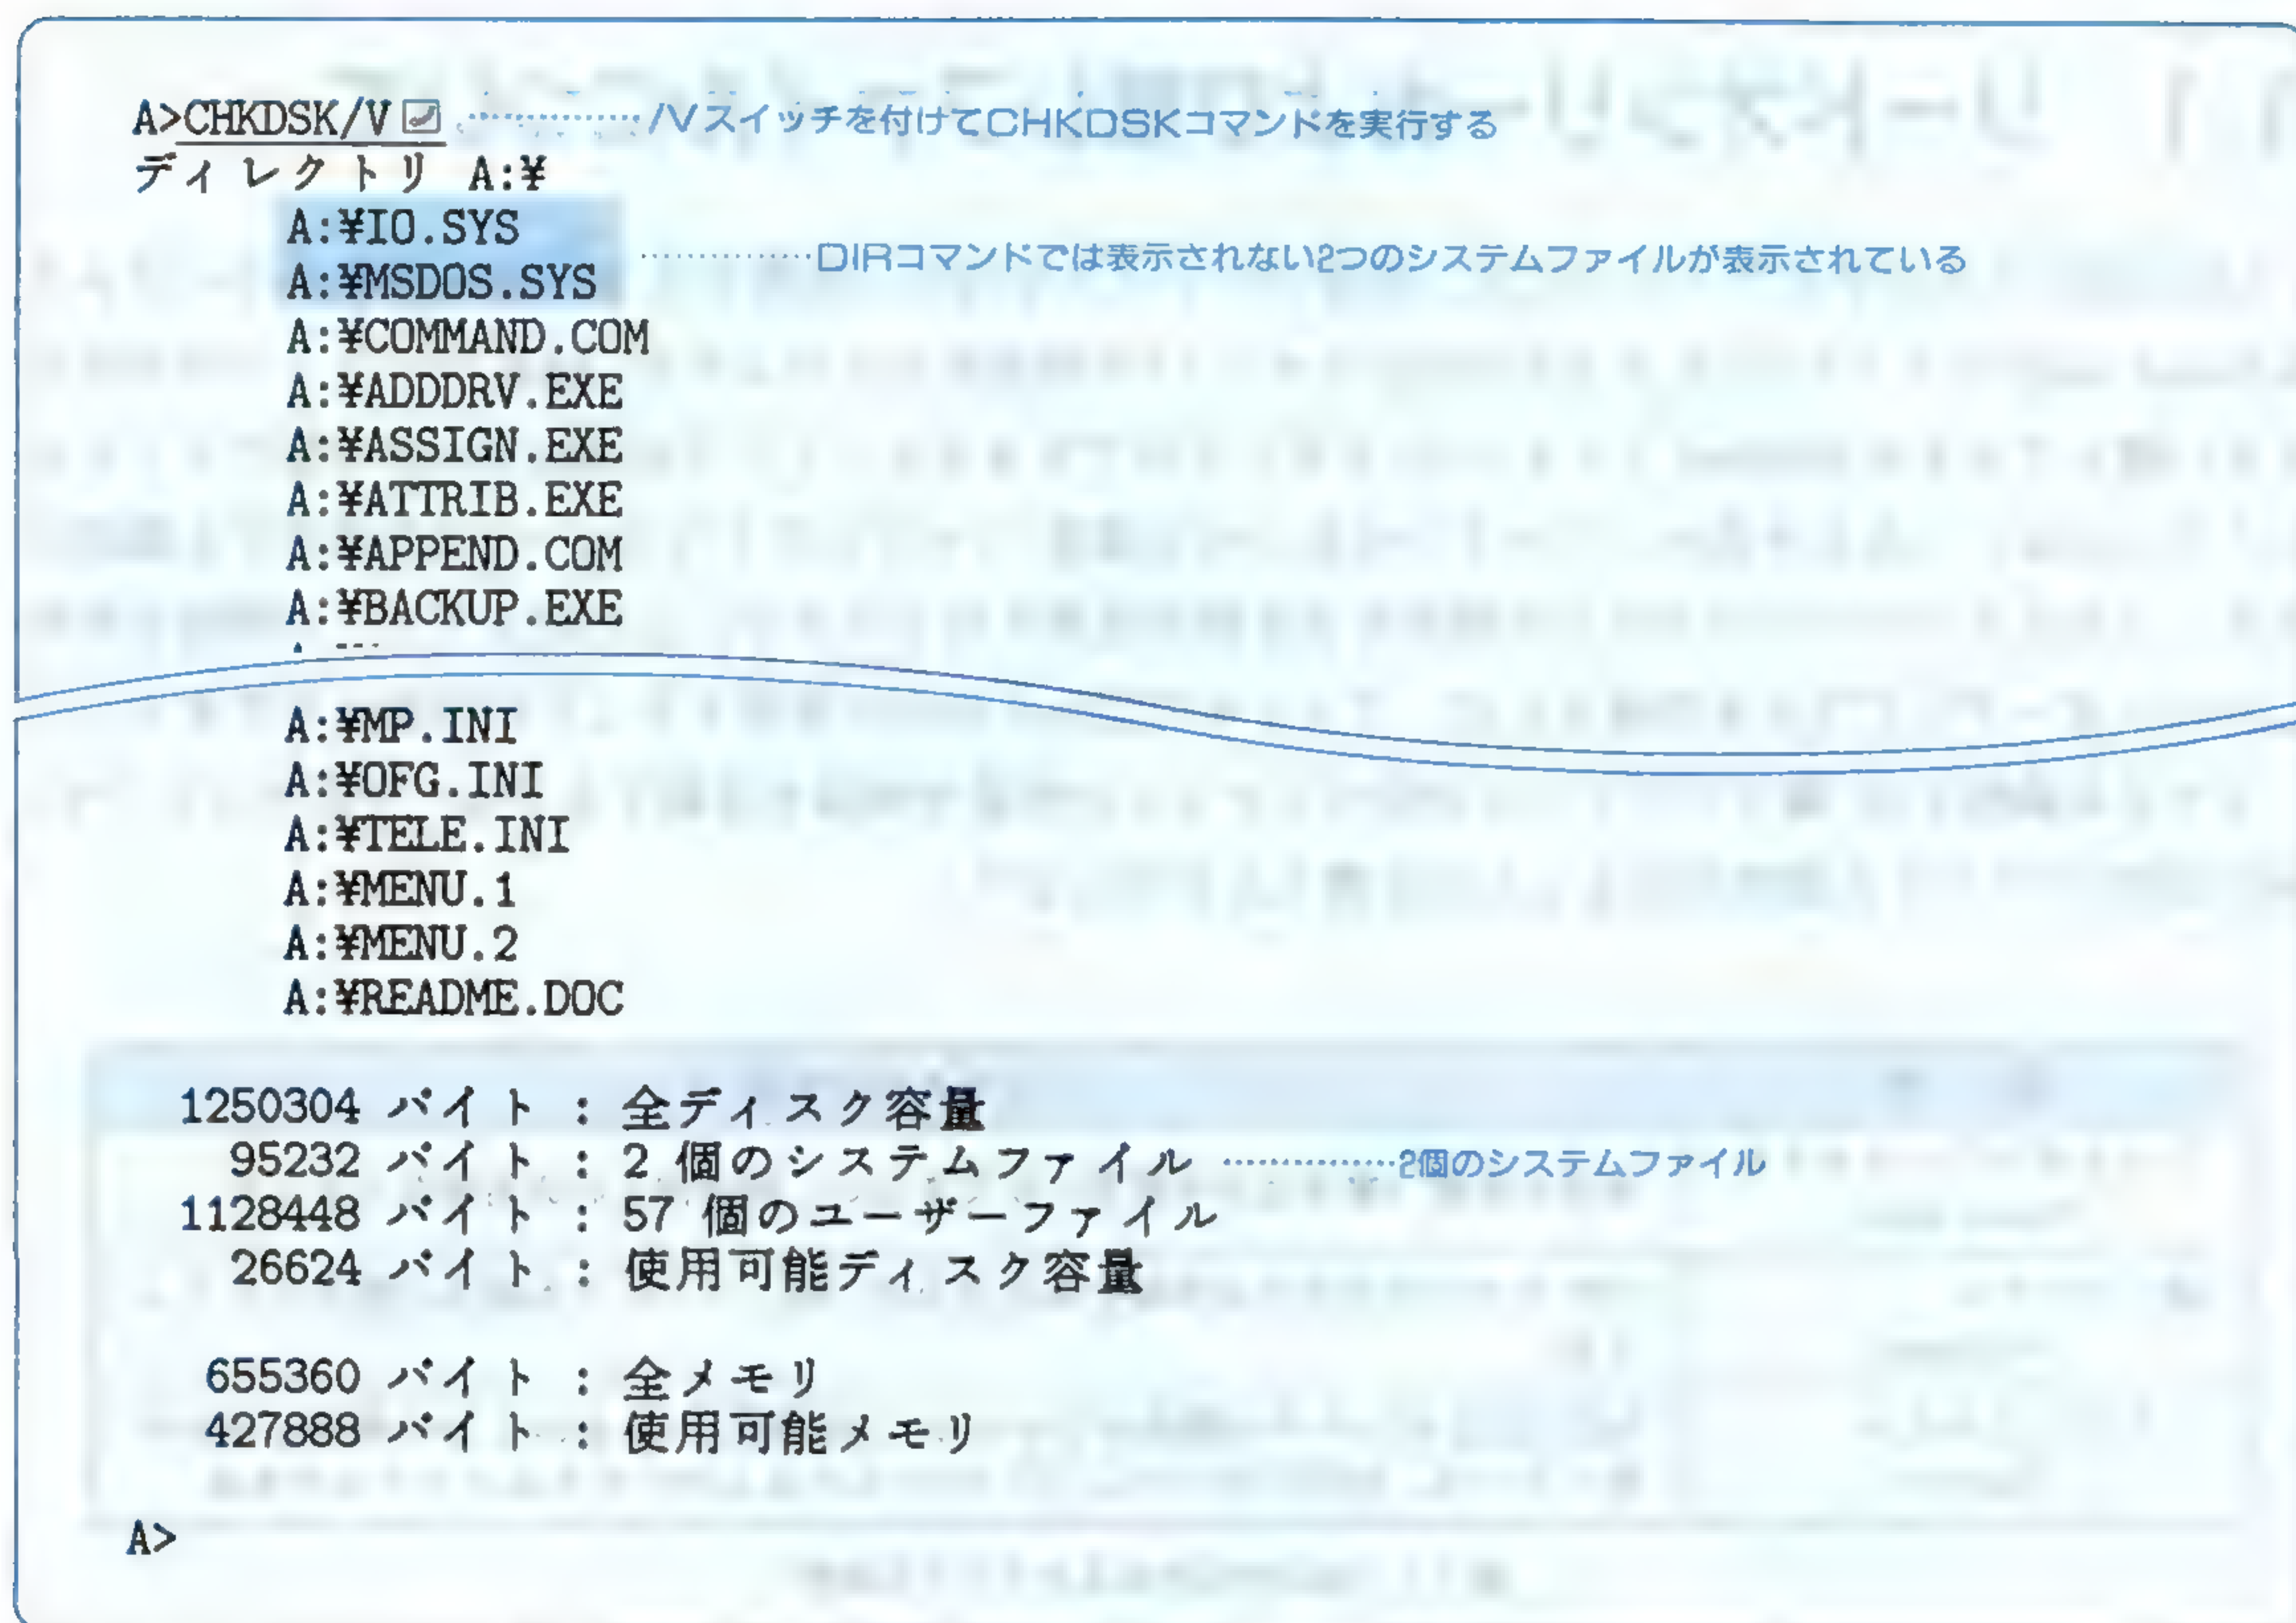 A>CHKDSK/V …………/Vスイッチを付けてCHKDSKコマンドを実行する
ディレクトリ A:¥
A:¥IO.SYS
…………DIRコマンドでは表示されない2つのシステムファイルが表示されている
A:¥MSDOS.SYS
A:¥COMMAND.COM
A:¥ADDDRV.EXE
A:¥ASSIGN.EXE
A:¥ATTRIB.EXE
A:¥APPEND.COM
A:¥BACKUP.EXE
A:¥MP.INI
A:¥OFG.INI
A:¥TELE.INI
A:¥MENU.1
A:¥MENU.2
A:¥README.DOC
1250304 バイト : 全ディスク容量
95232 バイト : 2 個のシステムファイル …………2個のシステムファイル
1128448 バイト : 57 個のユーザーファイル
26624 バイト : 使用可能ディスク容量
655360 バイト : 全メモリ
427888 バイト : 使用可能メモリ
A>